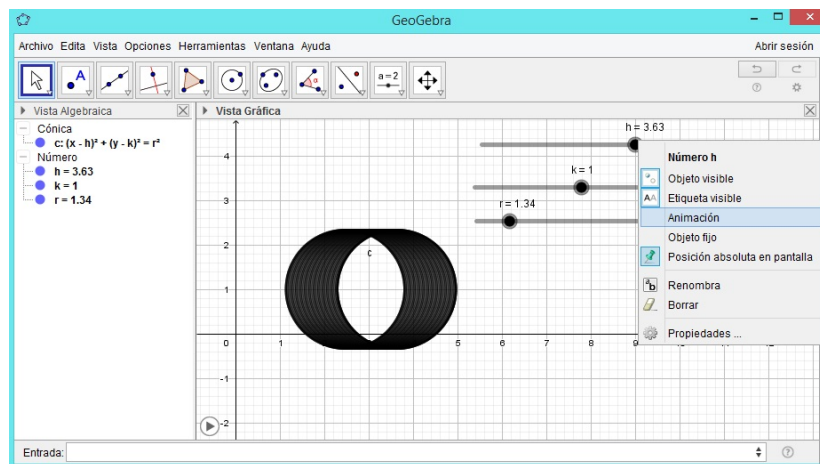 GeoGebra
Archivo Edita Vista Opciones Herramientas Ventana Ayuda
Abrir sesión
A
α
a = 2
Vista Algebraica
Vista Gráfica
Cónica
c: (x - h)² + (y - k)² = r²
Número
h = 3.63
k = 1
r = 1.34
h = 3.63
k = 1
r = 1.34
c
4
3
2
1
0
-1
-2
1
5
6
7
8
9
Número h
Objeto visible
AA Etiqueta visible
Animación
Objeto fijo
Posición absoluta en pantalla
ab Renombra
Borrar
Propiedades ...
Entrada: